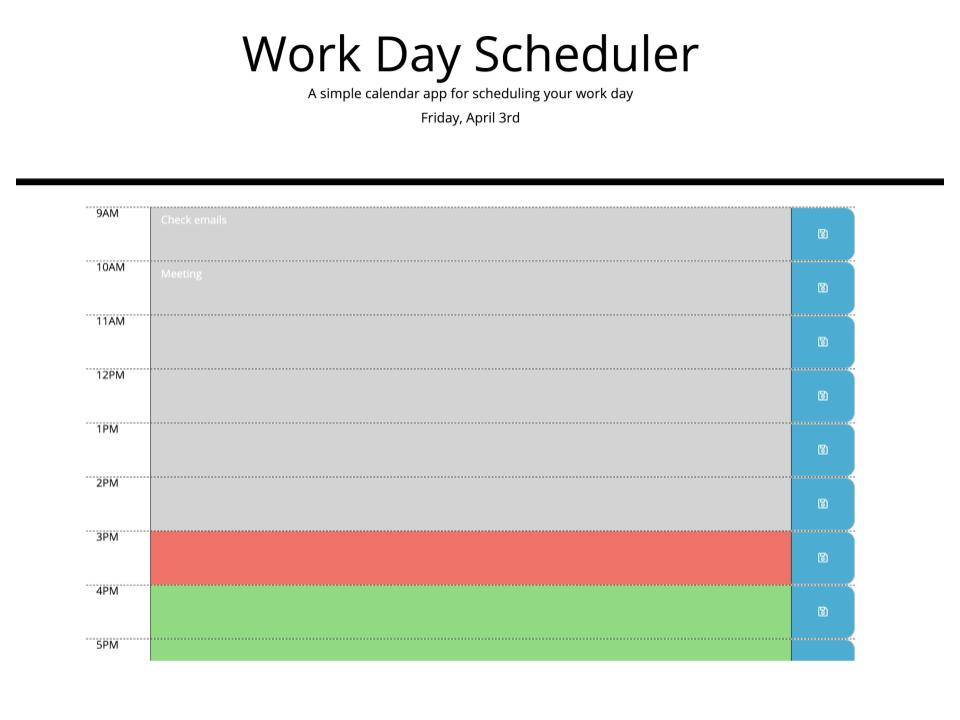 Work Day Scheduler
A simple calendar app for scheduling your work day
Friday, April 3rd
9AM
Check emails
10AM
Meeting
11AM
12PM
1PM
2PM
3PM
4PM
5PM